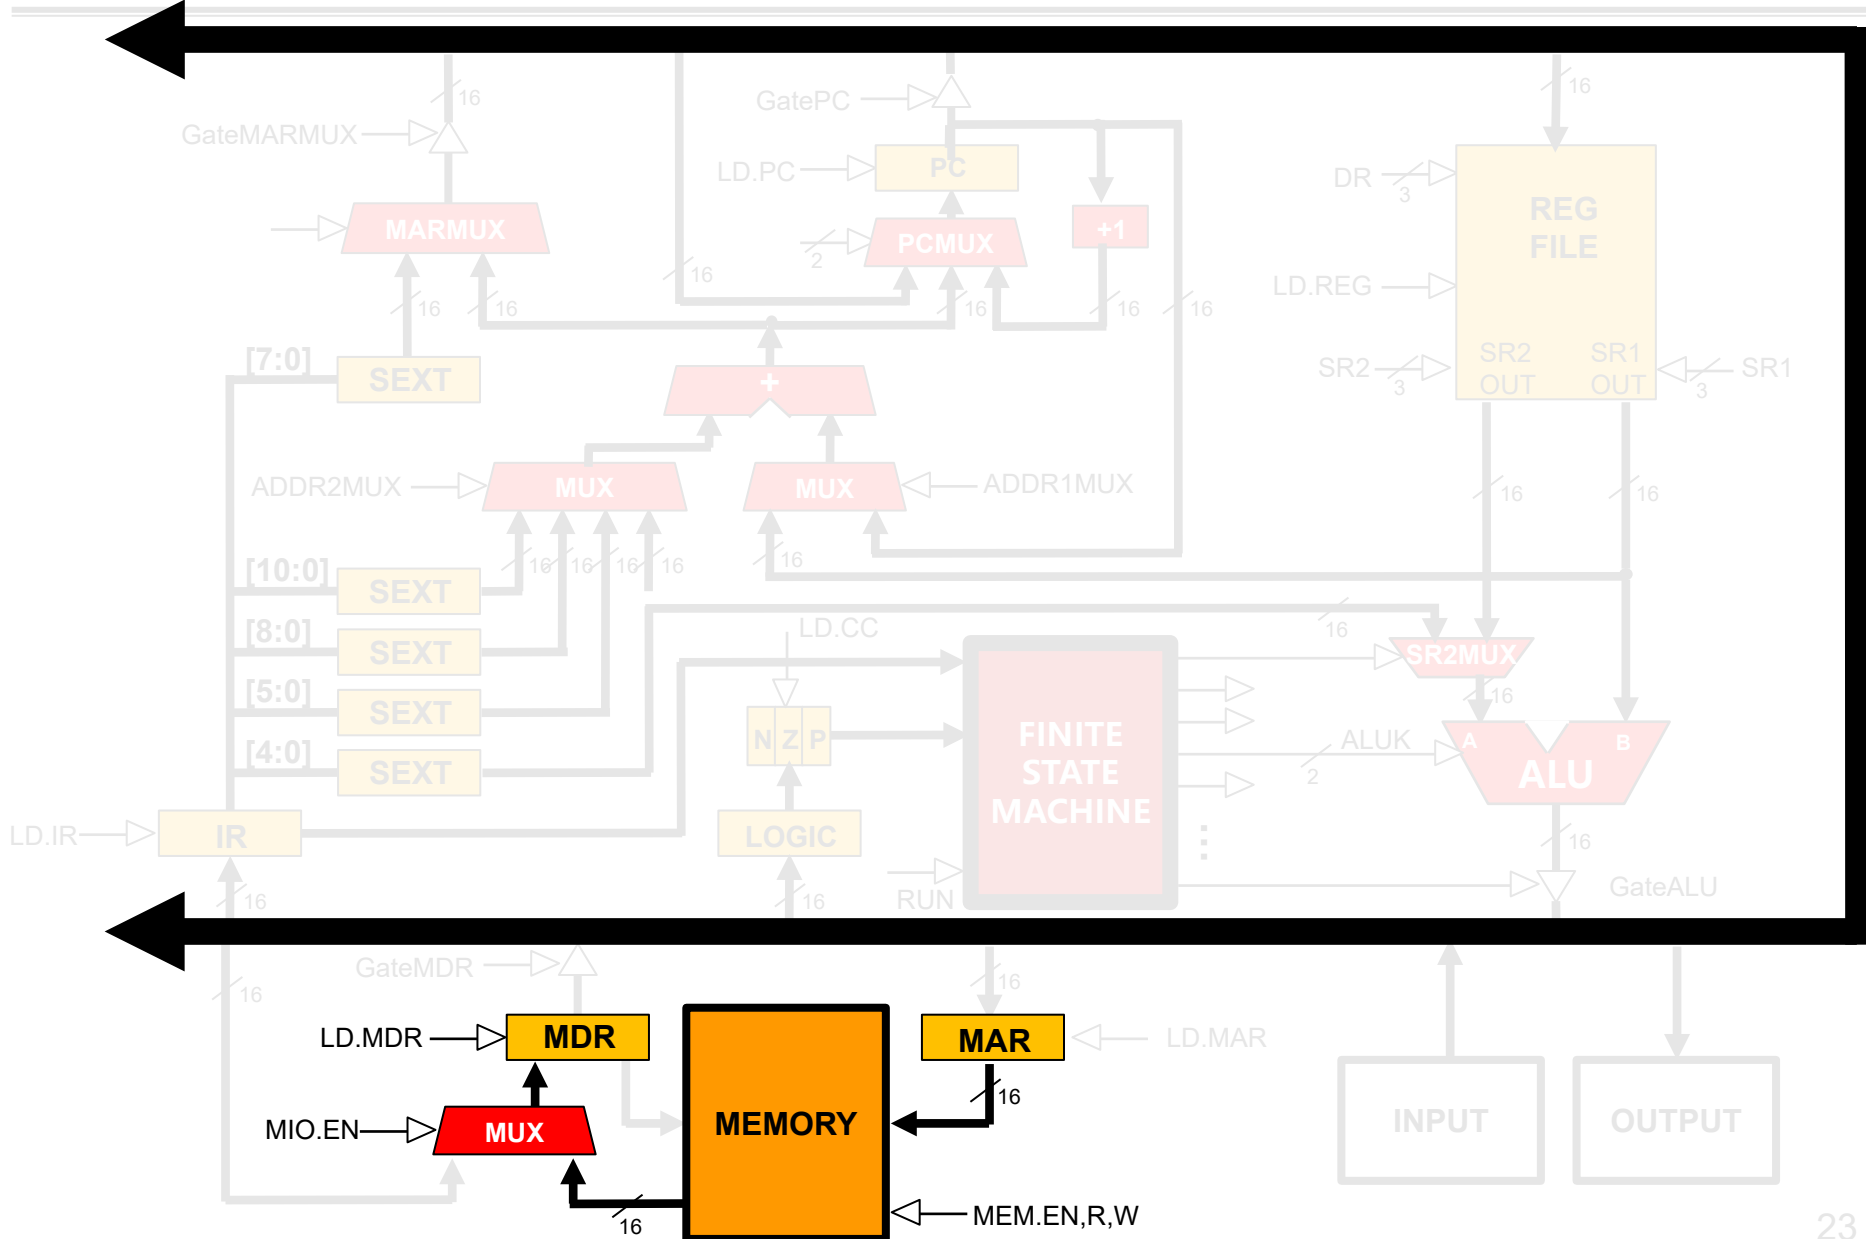 16
GatePC
GateMARMUX
16
LD.PC
PC
DR
3
REG
FILE
MARMUX
2
PCMUX
+1
16
LD.REG
16
16
16
16
16
[7:0]
SEXT
+
SR2
3
SR2
OUT
SR1
OUT
3
SR1
ADDR2MUX
MUX
MUX
ADDR1MUX
16
16
16
16
16
16
16
[10:0]
SEXT
[8:0]
SEXT
LD.CC
16
SR2MUX
16
[5:0]
SEXT
N Z P
FINITE
STATE
MACHINE
ALUK
2
A
B
ALU
[4:0]
SEXT
LD.IR
IR
LOGIC
⋮
16
16
16
RUN
GateALU
GateMDR
16
16
LD.MDR
MDR
MAR
LD.MAR
16
MIO.EN
MUX
MEMORY
INPUT
OUTPUT
16
MEM.EN,R,W
23